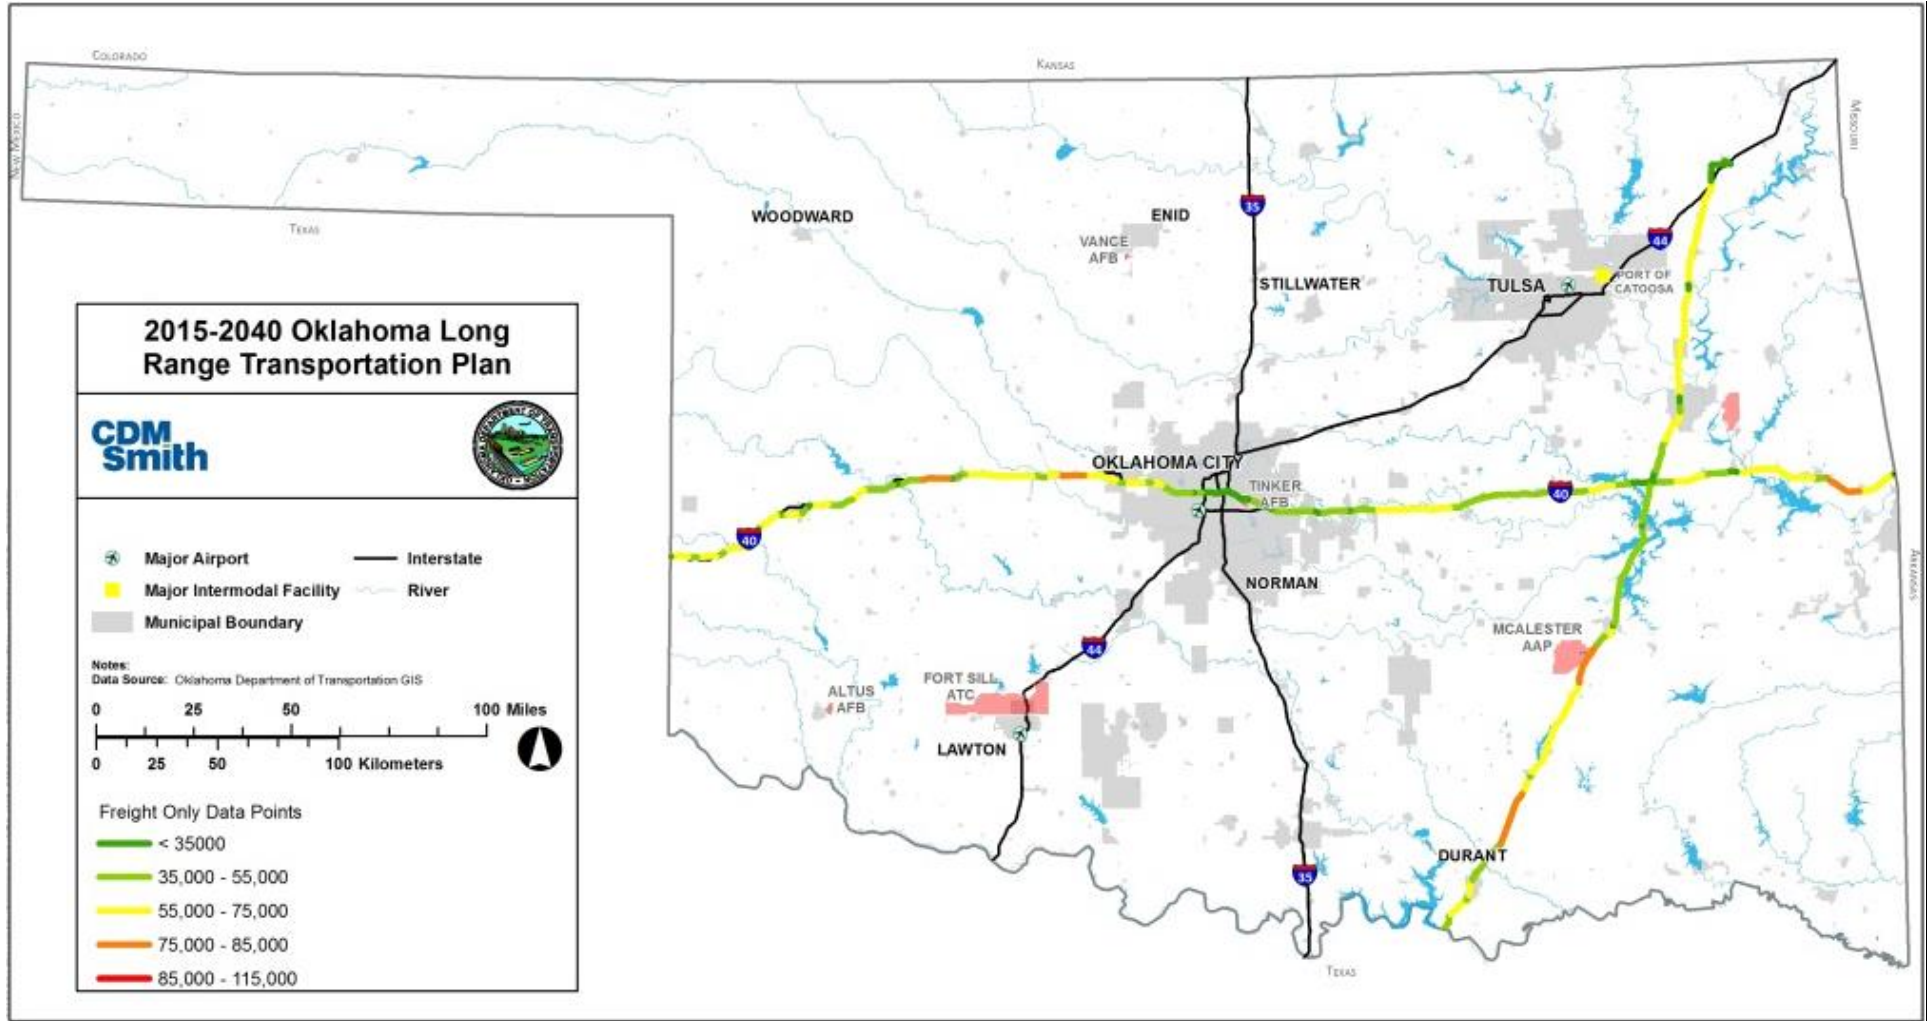 COLORADO
KANSAS
NEW MEXICO
MISSOURI
TEXAS
WOODWARD
ENID
VANCE
AFB
35
44
STILLWATER
TULSA
PORT OF
CATOOSA
2015-2040 Oklahoma Long
Range Transportation Plan
CDM
Smith
OKLAHOMA CITY
TINKER
AFB
40
40
Major Airport
Interstate
Major Intermodal Facility
River
Municipal Boundary
NORMAN
ARKANSAS
MCALESTER
AAP
44
Notes:
Data Source: Oklahoma Department of Transportation GIS
ALTUS
AFB
FORT SILL
ATC
LAWTON
0 25 50 100 Miles
0 25 50 100 Kilometers
Freight Only Data Points
< 35000
35,000 - 55,000
55,000 - 75,000
75,000 - 85,000
85,000 - 115,000
DURANT
35
TEXAS